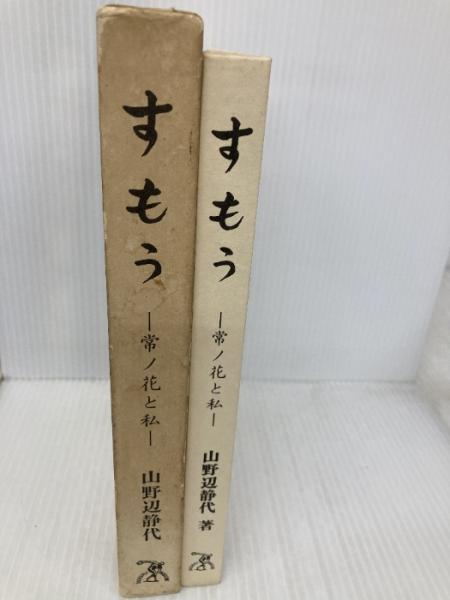 すもう
―常ノ花と私―
山野辺静代
すもう
―常ノ花と私―
山野辺静代 著